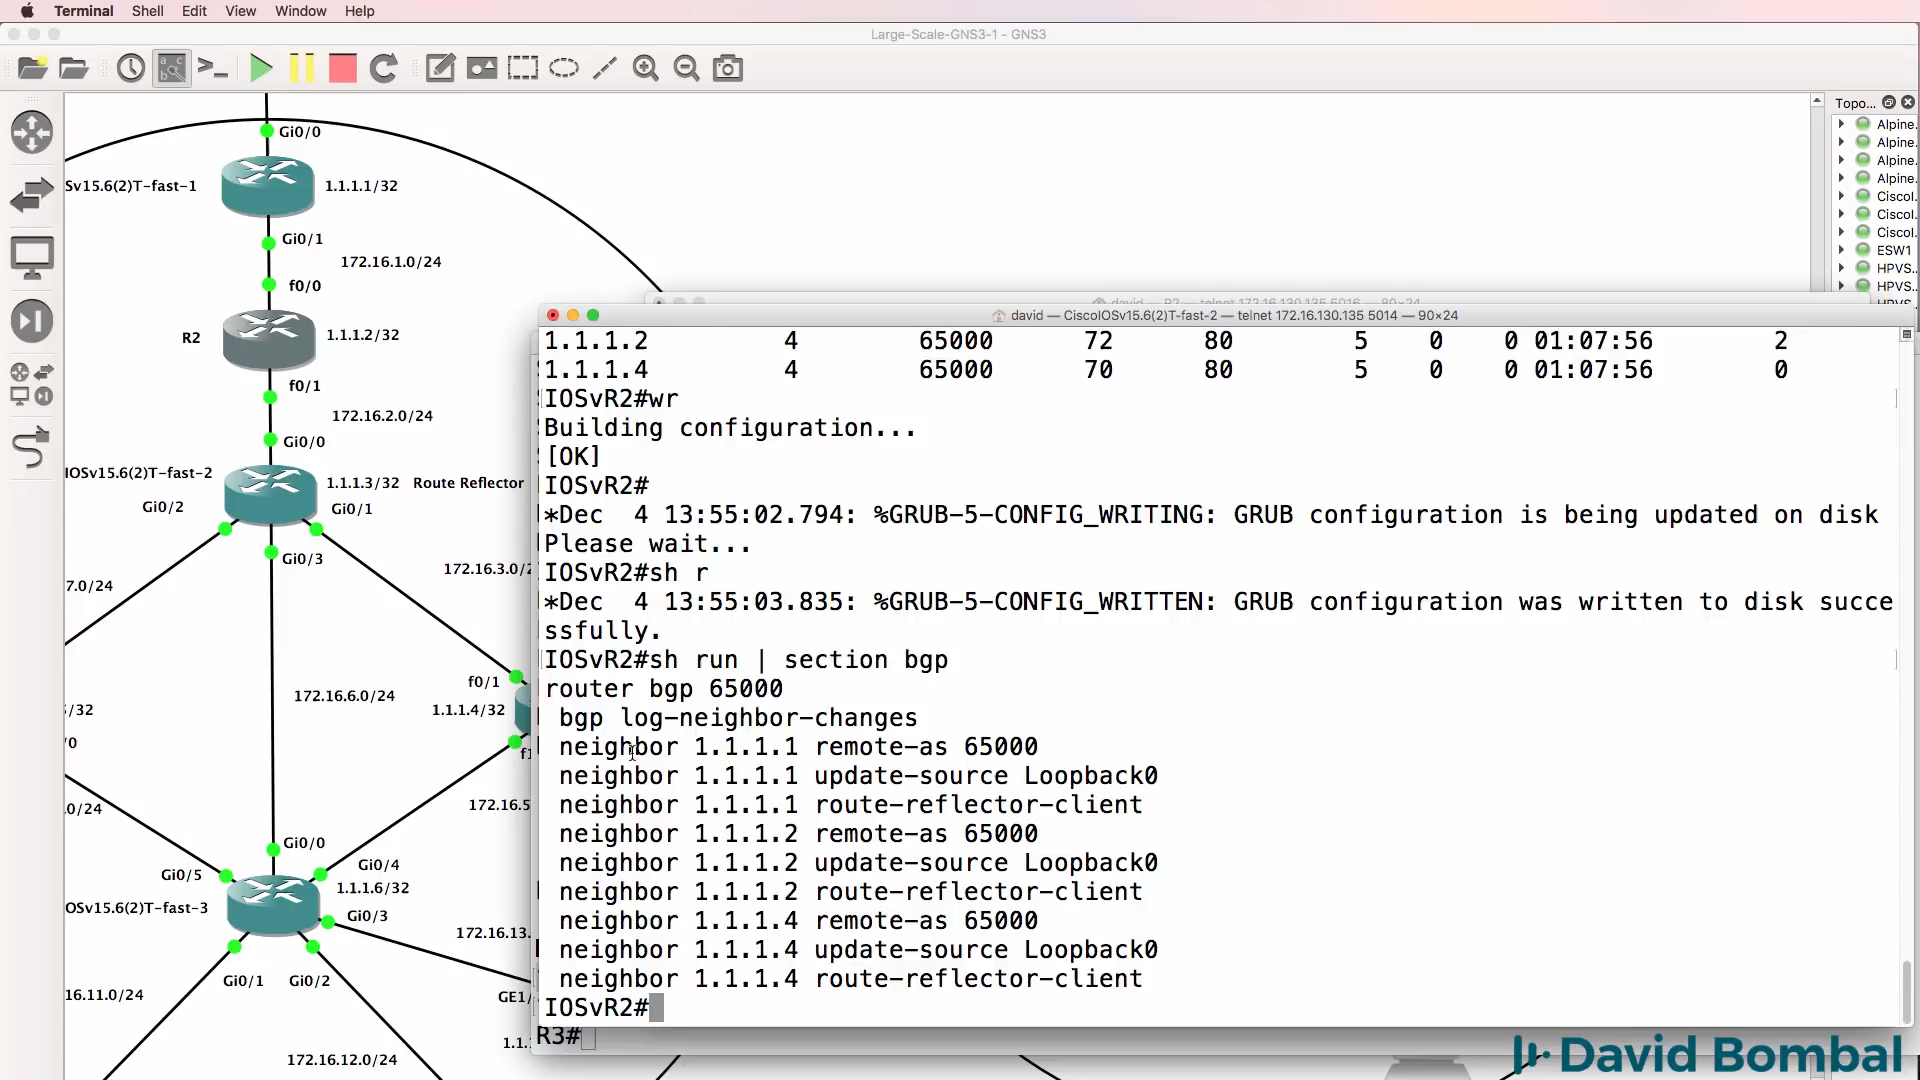 Terminal Shell Edit View Window Help
Large-Scale-GNS3-1 - GNS3
Topo...
Alpine.
Alpine.
Alpine.
Alpine.
CiscoI.
CiscoI.
CiscoI.
ESW1
HPVS..
HPVS..
Gi0/0
Sv15.6(2)T-fast-1
1.1.1.1/32
Gi0/1
172.16.1.0/24
f0/0
R2
1.1.1.2/32
f0/1
172.16.2.0/24
Gi0/0
IOSv15.6(2)T-fast-2
1.1.1.3/32 Route Reflector
Gi0/2
Gi0/1
Gi0/3
172.16.3.0/2
7.0/24
f0/1
172.16.6.0/24
1.1.1.4/32
/32
/0
.0/24
172.16.5
Gi0/0
Gi0/4
Gi0/5
1.1.1.6/32
OSv15.6(2)T-fast-3
Gi0/3
172.16.13.
Gi0/1
Gi0/2
16.11.0/24
GE1/
172.16.12.0/24
1.1.
david — R2 — telnet 172.16.130.135 5016 — 80×24
david — CiscoIOSv15.6(2)T-fast-2 — telnet 172.16.130.135 5014 — 90×24
1.1.1.2 4 65000 72 80 5 0 0 01:07:56 2
1.1.1.4 4 65000 70 80 5 0 0 01:07:56 0
IOSvR2#wr
Building configuration...
[OK]
IOSvR2#
*Dec  4 13:55:02.794: %GRUB-5-CONFIG_WRITING: GRUB configuration is being updated on disk
Please wait...
IOSvR2#sh r
*Dec  4 13:55:03.835: %GRUB-5-CONFIG_WRITTEN: GRUB configuration was written to disk succe
ssfully.
IOSvR2#sh run | section bgp
router bgp 65000
bgp log-neighbor-changes
neighbor 1.1.1.1 remote-as 65000
neighbor 1.1.1.1 update-source Loopback0
neighbor 1.1.1.1 route-reflector-client
neighbor 1.1.1.2 remote-as 65000
neighbor 1.1.1.2 update-source Loopback0
neighbor 1.1.1.2 route-reflector-client
neighbor 1.1.1.4 remote-as 65000
neighbor 1.1.1.4 update-source Loopback0
neighbor 1.1.1.4 route-reflector-client
IOSvR2#
R3#
David Bombal